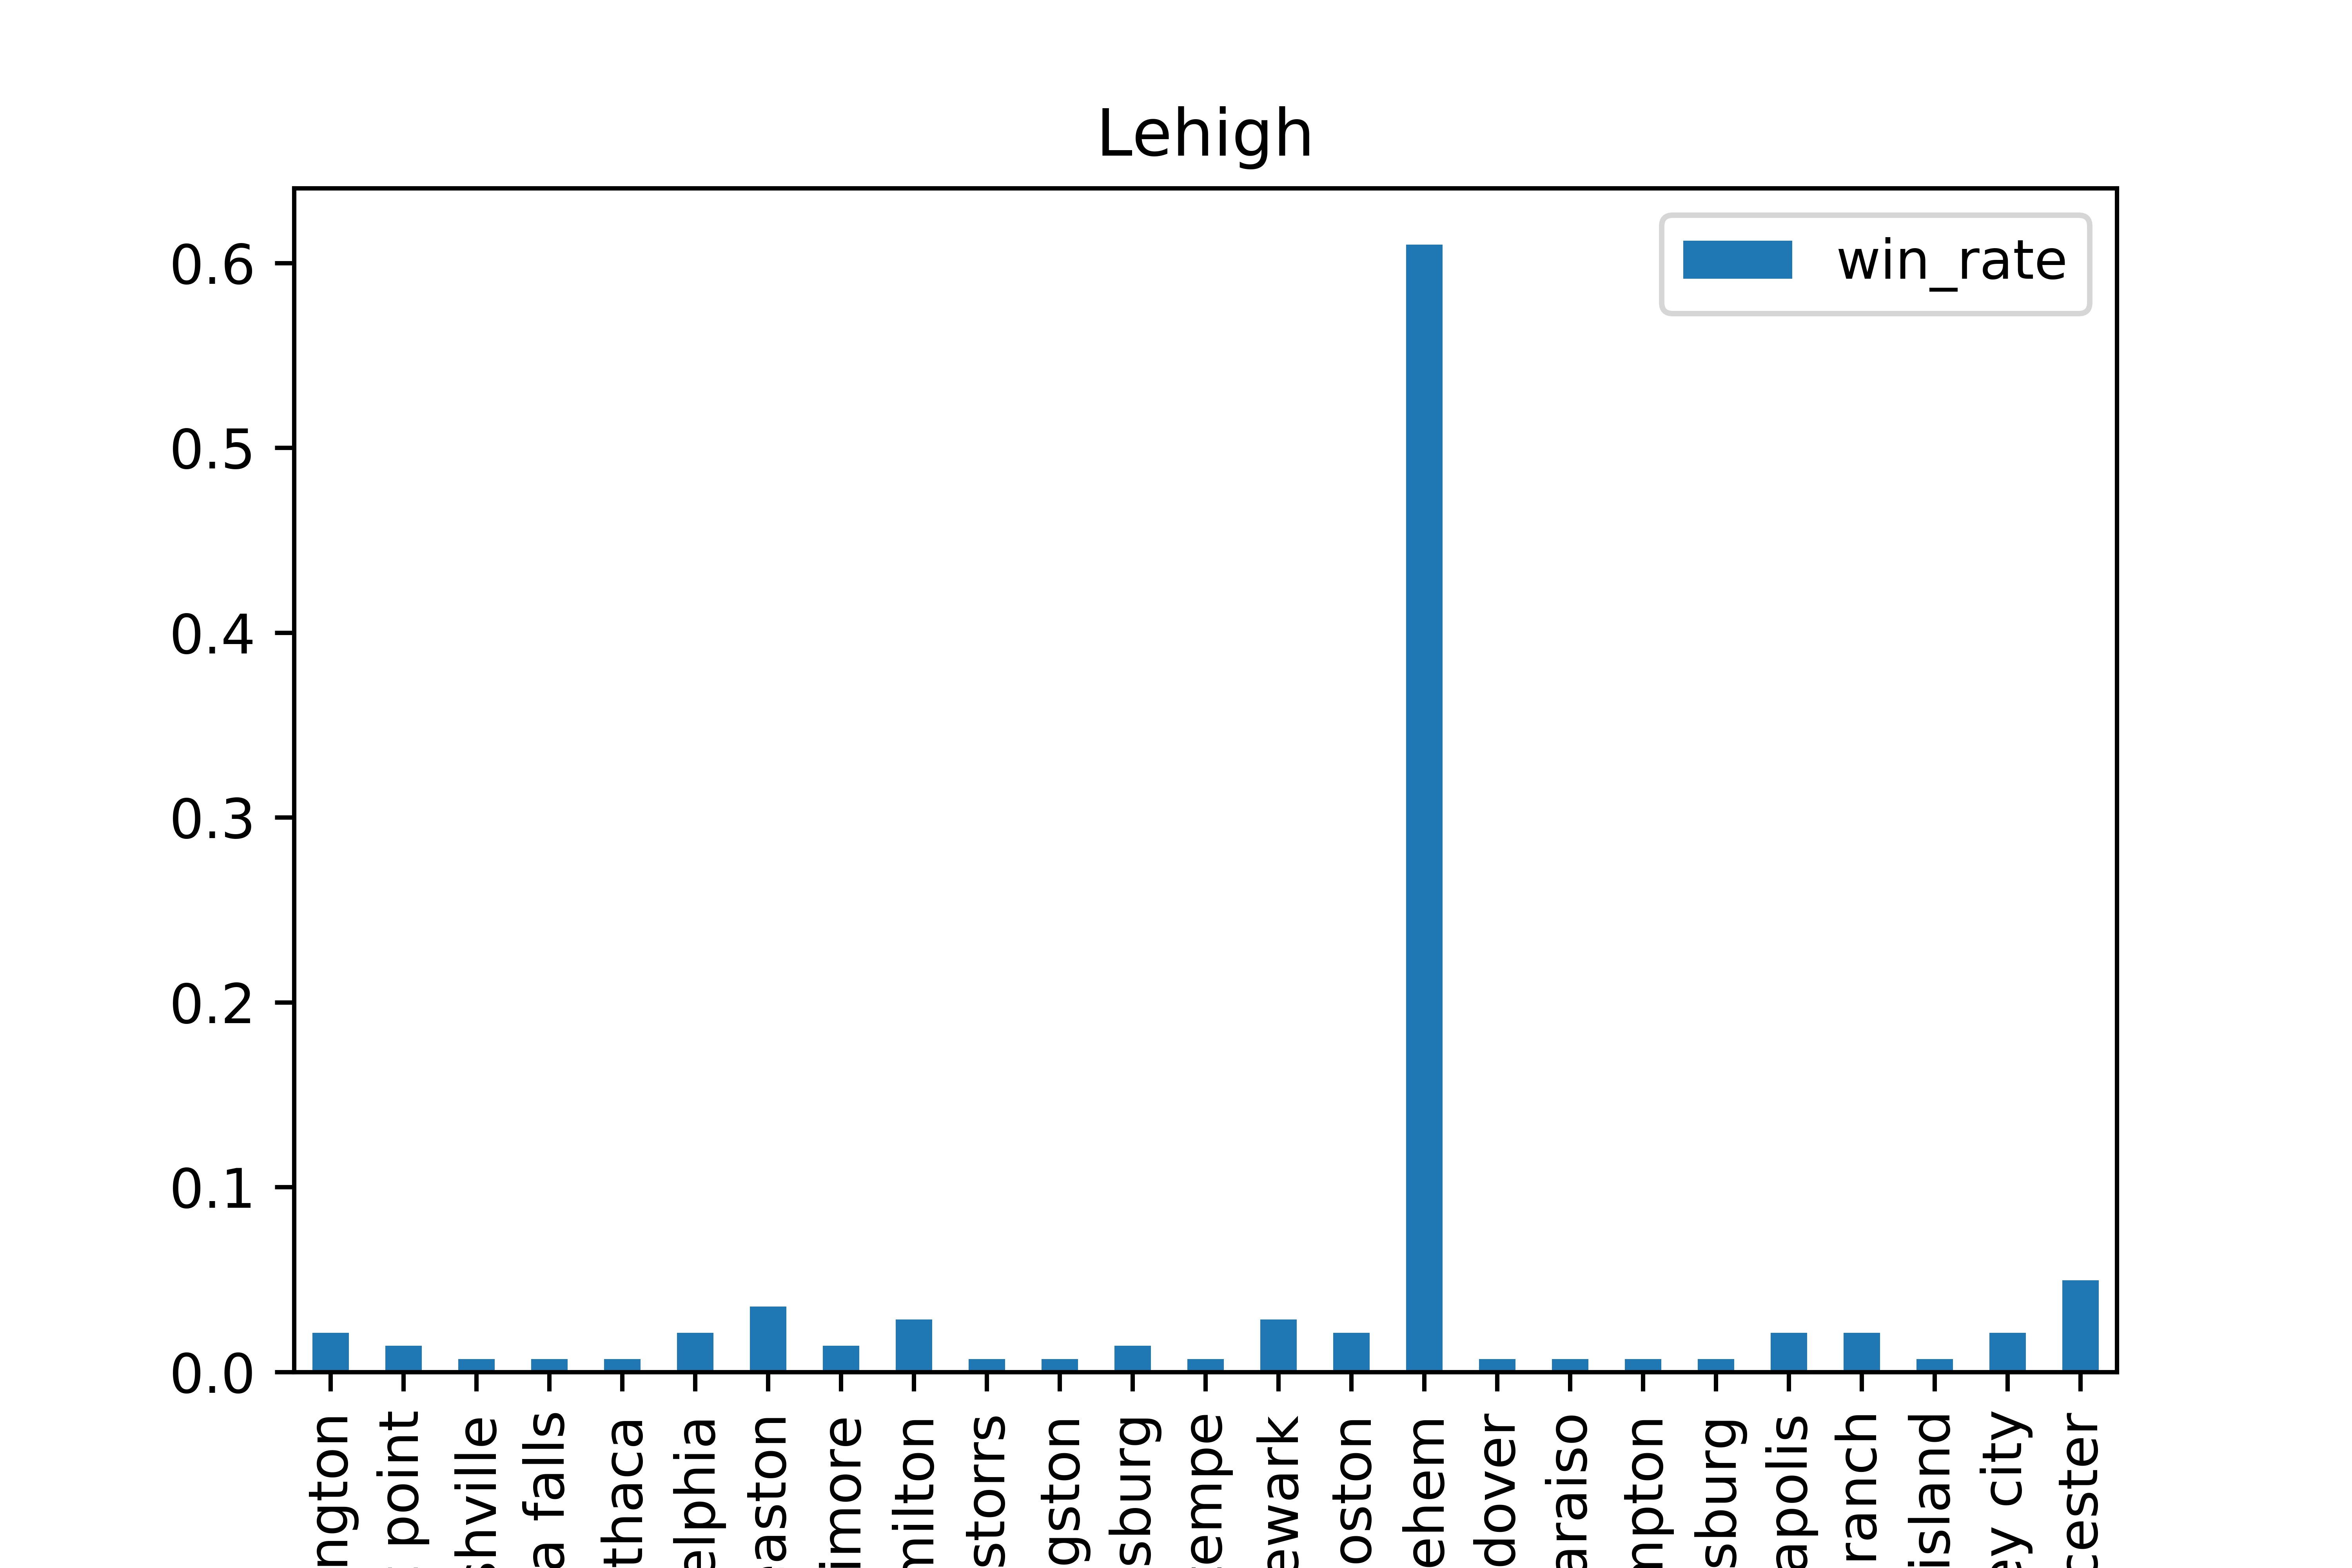 Lehigh
win_rate
0.6
0.5
0.4
0.3
0.2
0.1
0.0
ngton
point
shville
a falls
thaca
elphia
aston
imore
milton
storrs
gston
sburg
empe
ewark
oston
ehem
dover
araiso
mpton
sburg
apolis
ranch
island
ey city
cester